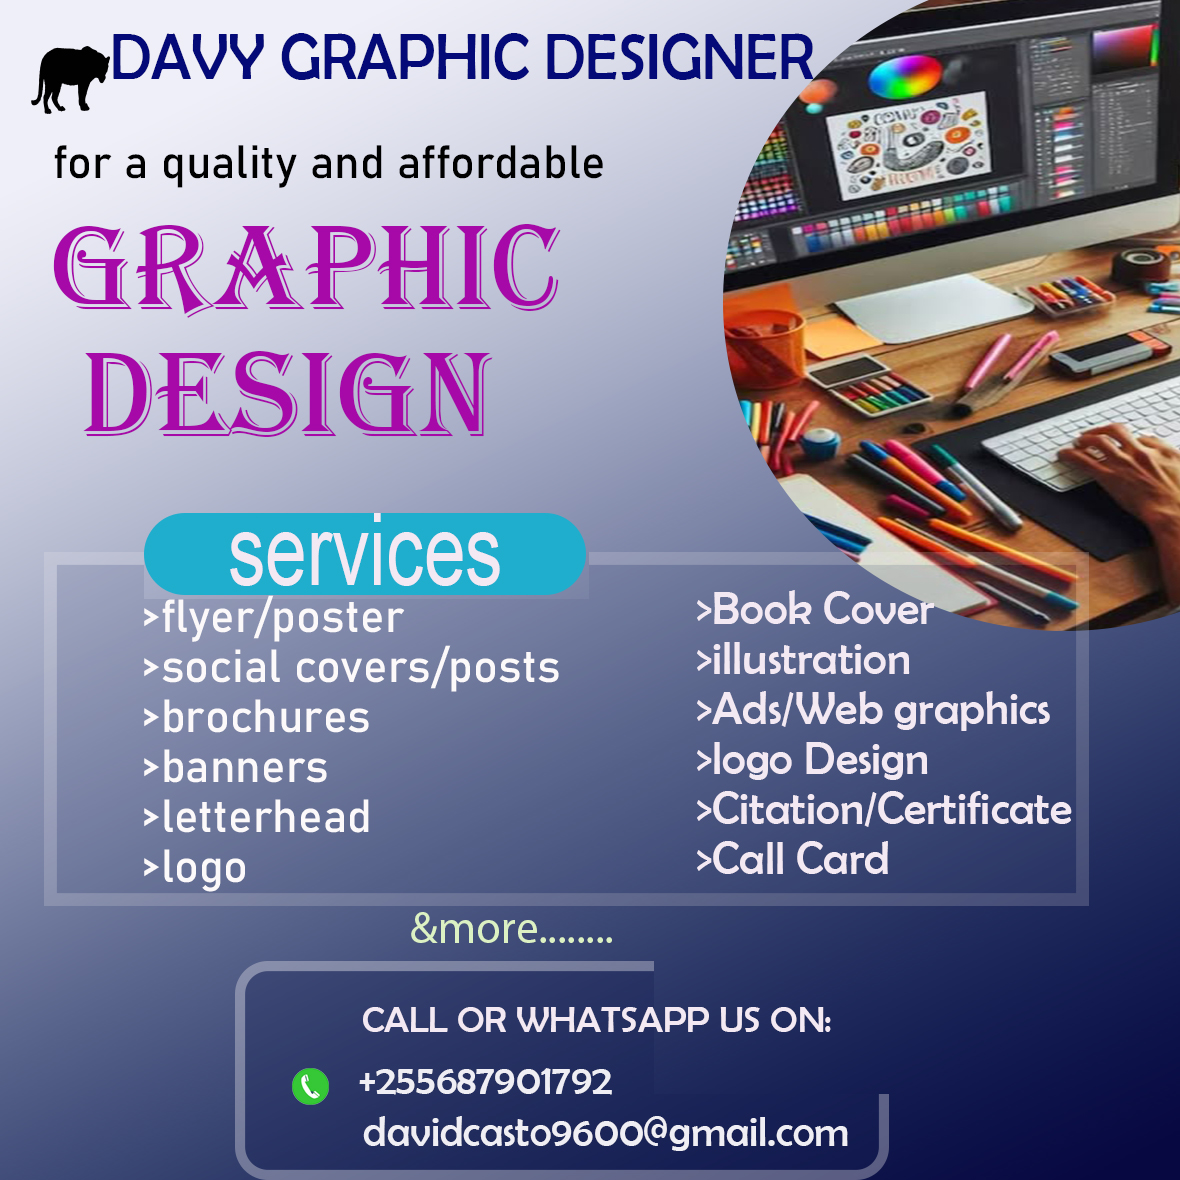 DAVY GRAPHIC DESIGNER
for a quality and affordable
GRAPHIC
DESIGN
services
>flyer/poster
>social covers/posts
>brochures
>banners
>letterhead
>logo
>Book Cover
>illustration
>Ads/Web graphics
>logo Design
>Citation/Certificate
>Call Card
&more........
CALL OR WHATSAPP US ON:
+255687901792
davidcasto9600@gmail.com